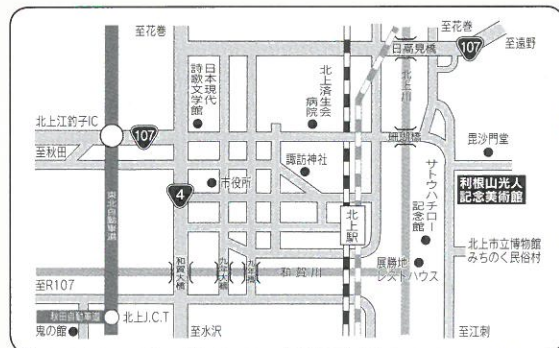 至花巻
至花巻
日高見橋
107
至遠野
日本現代
詩歌文学館
北上済生会
病院
北上川
北上江釣子IC
107
珊瑚橋
毘沙門堂
至秋田
諏訪神社
サトウハチロー
記念館
市役所
4
利根山光人
記念美術館
東北自動車道
北上駅
北上市立博物館
みちのく民俗村
和賀大橋
九年橋
和賀川
展勝地
レストハウス
至R107
秋田自動車道
北上J.C.T
鬼の館
至水沢
至江刺